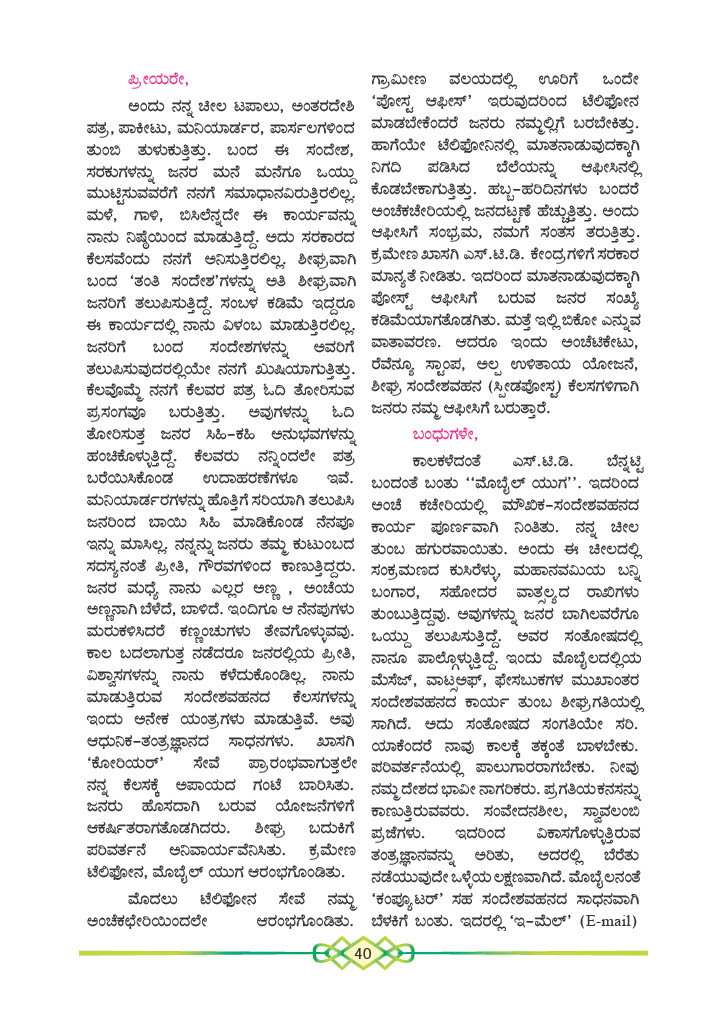 ಪ್ರೀಯರೇ,
ಅಂದು ನನ್ನ ಚೀಲ ಟಪಾಲು, ಅಂತರದೇಶಿ
ಪತ್ರ, ಪಾಕೀಟು, ಮನಿಯಾರ್ಡರ, ಪಾರ್ಸಲಗಳಿಂದ
ತುಂಬಿ ತುಳುಕುತ್ತಿತ್ತು. ಬಂದ ಈ ಸಂದೇಶ,
ಸರಕುಗಳನ್ನು ಜನರ ಮನೆ ಮನೆಗೂ ಒಯ್ದು
ಮುಟ್ಟಿಸುವವರೆಗೆ ನನಗೆ ಸಮಾಧಾನವಿರುತ್ತಿರಲಿಲ್ಲ.
ಮಳೆ, ಗಾಳಿ, ಬಿಸಿಲೆನ್ನದೇ ಈ ಕಾರ್ಯವನ್ನು
ನಾನು ನಿಷ್ಠೆಯಿಂದ ಮಾಡುತ್ತಿದ್ದೆ. ಅದು ಸರಕಾರದ
ಕೆಲಸವೆಂದು ನನಗೆ ಅನಿಸುತ್ತಿರಲಿಲ್ಲ. ಶೀಘ್ರವಾಗಿ
ಬಂದ ‘ತಂತಿ ಸಂದೇಶ’ಗಳನ್ನು ಅತಿ ಶೀಘ್ರವಾಗಿ
ಜನರಿಗೆ ತಲುಪಿಸುತ್ತಿದ್ದೆ. ಸಂಬಳ ಕಡಿಮೆ ಇದ್ದರೂ
ಈ ಕಾರ್ಯದಲ್ಲಿ ನಾನು ವಿಳಂಬ ಮಾಡುತ್ತಿರಲಿಲ್ಲ.
ಜನರಿಗೆ ಬಂದ ಸಂದೇಶಗಳನ್ನು ಅವರಿಗೆ
ತಲುಪಿಸುವುದರಲ್ಲಿಯೇ ನನಗೆ ಖುಷಿಯಾಗುತ್ತಿತ್ತು.
ಕೆಲವೊಮ್ಮೆ ನನಗೆ ಕೆಲವರ ಪತ್ರ ಓದಿ ತೋರಿಸುವ
ಪ್ರಸಂಗವೂ ಬರುತ್ತಿತ್ತು. ಅವುಗಳನ್ನು ಓದಿ
ತೋರಿಸುತ್ತ ಜನರ ಸಿಹಿ–ಕಹಿ ಅನುಭವಗಳನ್ನು
ಹಂಚಿಕೊಳ್ಳುತ್ತಿದ್ದೆ. ಕೆಲವರು ನನ್ನಿಂದಲೇ ಪತ್ರ
ಬರೆಯಿಸಿಕೊಂಡ ಉದಾಹರಣೆಗಳೂ ಇವೆ.
ಮನಿಯಾರ್ಡರಗಳನ್ನು ಹೊತ್ತಿಗೆ ಸರಿಯಾಗಿ ತಲುಪಿಸಿ
ಜನರಿಂದ ಬಾಯಿ ಸಿಹಿ ಮಾಡಿಕೊಂಡ ನೆನಪೂ
ಇನ್ನು ಮಾಸಿಲ್ಲ. ನನ್ನನ್ನು ಜನರು ತಮ್ಮ ಕುಟುಂಬದ
ಸದಸ್ಯನಂತೆ ಪ್ರೀತಿ, ಗೌರವಗಳಿಂದ ಕಾಣುತ್ತಿದ್ದರು.
ಜನರ ಮಧ್ಯೆ ನಾನು ಎಲ್ಲರ ಅಣ್ಣ , ಅಂಚೆಯ
ಅಣ್ಣನಾಗಿ ಬೆಳೆದೆ, ಬಾಳಿದೆ. ಇಂದಿಗೂ ಆ ನೆನಪುಗಳು
ಮರುಕಳಿಸಿದರೆ ಕಣ್ಣಂಚುಗಳು ತೇವಗೊಳ್ಳುವವು.
ಕಾಲ ಬದಲಾಗುತ್ತ ನಡೆದರೂ ಜನರಲ್ಲಿಯ ಪ್ರೀತಿ,
ವಿಶ್ವಾಸಗಳನ್ನು ನಾನು ಕಳೆದುಕೊಂಡಿಲ್ಲ. ನಾನು
ಮಾಡುತ್ತಿರುವ ಸಂದೇಶವಹನದ ಕೆಲಸಗಳನ್ನು
ಇಂದು ಅನೇಕ ಯಂತ್ರಗಳು ಮಾಡುತ್ತಿವೆ. ಅವು
ಆಧುನಿಕ–ತಂತ್ರಜ್ಞಾನದ ಸಾಧನಗಳು. ಖಾಸಗಿ
‘ಕೋರಿಯರ್’ ಸೇವೆ ಪ್ರಾರಂಭವಾಗುತ್ತಲೇ
ನನ್ನ ಕೆಲಸಕ್ಕೆ ಅಪಾಯದ ಗಂಟೆ ಬಾರಿಸಿತು.
ಜನರು ಹೊಸದಾಗಿ ಬರುವ ಯೋಜನೆಗಳಿಗೆ
ಆಕರ್ಷಿತರಾಗತೊಡಗಿದರು. ಶೀಘ್ರ ಬದುಕಿಗೆ
ಪರಿವರ್ತನೆ ಅನಿವಾರ್ಯವೆನಿಸಿತು. ಕ್ರಮೇಣ
ಟೆಲಿಫೋನ, ಮೊಬೈಲ್ ಯುಗ ಆರಂಭಗೊಂಡಿತು.
ಮೊದಲು ಟೆಲಿಫೋನ ಸೇವೆ ನಮ್ಮ
ಅಂಚೆಕಛೇರಿಯಿಂದಲೇ ಆರಂಭಗೊಂಡಿತು.
ಗ್ರಾಮೀಣ ವಲಯದಲ್ಲಿ ಊರಿಗೆ ಒಂದೇ
‘ಪೋಸ್ಟ ಆಫೀಸ್’ ಇರುವುದರಿಂದ ಟೆಲಿಫೋನ
ಮಾಡಬೇಕೆಂದರೆ ಜನರು ನಮ್ಮಲ್ಲಿಗೆ ಬರಬೇಕಿತ್ತು.
ಹಾಗೆಯೇ ಟೆಲಿಫೋನಿನಲ್ಲಿ ಮಾತನಾಡುವುದಕ್ಕಾಗಿ
ನಿಗದಿ ಪಡಿಸಿದ ಬೆಲೆಯನ್ನು ಆಫೀಸಿನಲ್ಲಿ
ಕೊಡಬೇಕಾಗುತ್ತಿತ್ತು. ಹಬ್ಬ–ಹರಿದಿನಗಳು ಬಂದರೆ
ಅಂಚೆಕಚೇರಿಯಲ್ಲಿ ಜನದಟ್ಟಣೆ ಹೆಚ್ಚುತ್ತಿತ್ತು. ಅಂದು
ಆಫೀಸಿಗೆ ಸಂಭ್ರಮ, ನಮಗೆ ಸಂತಸ ತರುತ್ತಿತ್ತು.
ಕ್ರಮೇಣ ಖಾಸಗಿ ಎಸ್.ಟಿ.ಡಿ. ಕೇಂದ್ರಗಳಿಗೆ ಸರಕಾರ
ಮಾನ್ಯತೆ ನೀಡಿತು. ಇದರಿಂದ ಮಾತನಾಡುವುದಕ್ಕಾಗಿ
ಪೋಸ್ಟ್ ಆಫೀಸಿಗೆ ಬರುವ ಜನರ ಸಂಖ್ಯೆ
ಕಡಿಮೆಯಾಗತೊಡಗಿತು. ಮತ್ತೆ ಇಲ್ಲಿ ಬಿಕೋ ಎನ್ನುವ
ವಾತಾವರಣ. ಆದರೂ ಇಂದು ಅಂಚೆಟಿಕೇಟು,
ರೆವೆನ್ಯೂ ಸ್ಟಾಂಪ, ಅಲ್ಪ ಉಳಿತಾಯ ಯೋಜನೆ,
ಶೀಘ್ರ ಸಂದೇಶವಹನ (ಸ್ಪೀಡಪೋಸ್ಟ) ಕೆಲಸಗಳಿಗಾಗಿ
ಜನರು ನಮ್ಮ ಆಫೀಸಿಗೆ ಬರುತ್ತಾರೆ.
ಬಂಧುಗಳೇ,
ಕಾಲಕಳೆದಂತೆ ಎಸ್.ಟಿ.ಡಿ. ಬೆನ್ನಟ್ಟಿ
ಬಂದಂತೆ ಬಂತು ‘‘ಮೊಬೈಲ್ ಯುಗ’’. ಇದರಿಂದ
ಅಂಚೆ ಕಚೇರಿಯಲ್ಲಿ ಮೌಖಿಕ–ಸಂದೇಶವಹನದ
ಕಾರ್ಯ ಪೂರ್ಣವಾಗಿ ನಿಂತಿತು. ನನ್ನ ಚೀಲ
ತುಂಬ ಹಗುರವಾಯಿತು. ಅಂದು ಈ ಚೀಲದಲ್ಲಿ
ಸಂಕ್ರಮಣದ ಕುಸಿರೆಳ್ಳು, ಮಹಾನವಮಿಯ ಬನ್ನಿ
ಬಂಗಾರ, ಸಹೋದರ ವಾತ್ಸಲ್ಯದ ರಾಖಿಗಳು
ತುಂಬುತ್ತಿದ್ದವು. ಅವುಗಳನ್ನು ಜನರ ಬಾಗಿಲವರೆಗೂ
ಒಯ್ದು ತಲುಪಿಸುತ್ತಿದ್ದೆ. ಅವರ ಸಂತೋಷದಲ್ಲಿ
ನಾನೂ ಪಾಲ್ಗೊಳ್ಳುತ್ತಿದ್ದೆ. ಇಂದು ಮೊಬೈಲದಲ್ಲಿಯ
ಮೆಸೆಜ್, ವಾಟ್ಸಅಫ್, ಫೇಸಬುಕಗಳ ಮುಖಾಂತರ
ಸಂದೇಶವಹನದ ಕಾರ್ಯ ತುಂಬ ಶೀಘ್ರಗತಿಯಲ್ಲಿ
ಸಾಗಿದೆ. ಅದು ಸಂತೋಷದ ಸಂಗತಿಯೇ ಸರಿ.
ಯಾಕೆಂದರೆ ನಾವು ಕಾಲಕ್ಕೆ ತಕ್ಕಂತೆ ಬಾಳಬೇಕು.
ಪರಿವರ್ತನೆಯಲ್ಲಿ ಪಾಲುಗಾರರಾಗಬೇಕು. ನೀವು
ನಮ್ಮ ದೇಶದ ಭಾವೀ ನಾಗರಿಕರು. ಪ್ರಗತಿಯ ಕನಸನ್ನು
ಕಾಣುತ್ತಿರುವವರು. ಸಂವೇದನಶೀಲ, ಸ್ವಾವಲಂಬಿ
ಪ್ರಜೆಗಳು. ಇದರಿಂದ ವಿಕಾಸಗೊಳ್ಳುತ್ತಿರುವ
ತಂತ್ರಜ್ಞಾನವನ್ನು ಅರಿತು, ಅದರಲ್ಲಿ ಬೆರೆತು
ನಡೆಯುವುದೇ ಒಳ್ಳೆಯ ಲಕ್ಷಣವಾಗಿದೆ. ಮೊಬೈಲನಂತೆ
‘ಕಂಪ್ಯೂಟರ್’ ಸಹ ಸಂದೇಶವಹನದ ಸಾಧನವಾಗಿ
ಬೆಳಕಿಗೆ ಬಂತು. ಇದರಲ್ಲಿ ‘ಇ–ಮೆಲ್’ (E-mail)
40